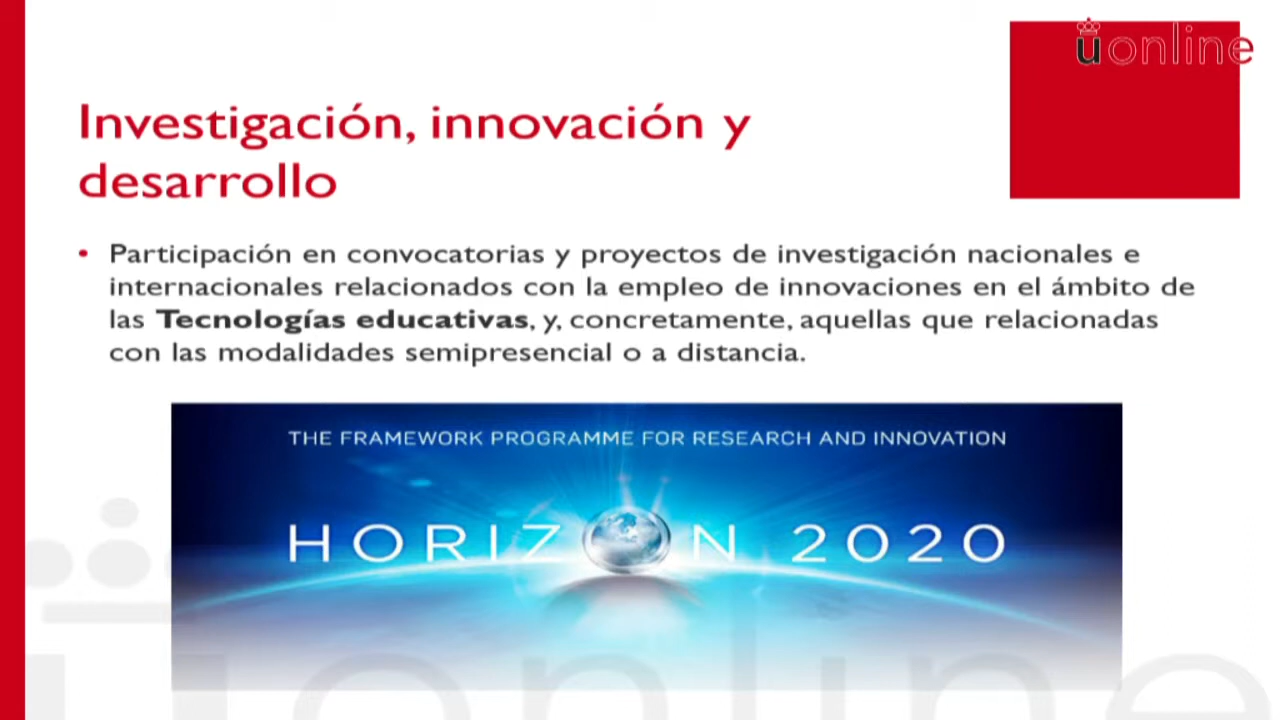 uonline
Investigación, innovación y
desarrollo
• Participación en convocatorias y proyectos de investigación nacionales e
internacionales relacionados con la empleo de innovaciones en el ámbito de
las Tecnologías educativas, y, concretamente, aquellas que relacionadas
con las modalidades semipresencial o a distancia.
THE FRAMEWORK PROGRAMME FOR RESEARCH AND INNOVATION
HORIZON 2020
uonline